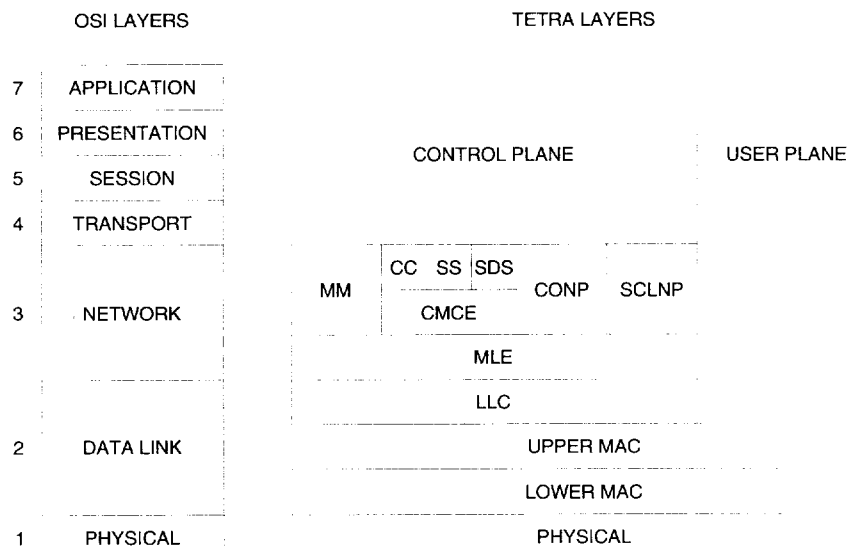 OSI LAYERS TETRA LAYERS
7 APPLICATION
6 PRESENTATION
CONTROL PLANE USER PLANE
5 SESSION
4 TRANSPORT
CC SS SDS
MM CONP SCLNP
3 NETWORK CMCE
MLE
LLC
2 DATA LINK UPPER MAC
LOWER MAC
1 PHYSICAL PHYSICAL